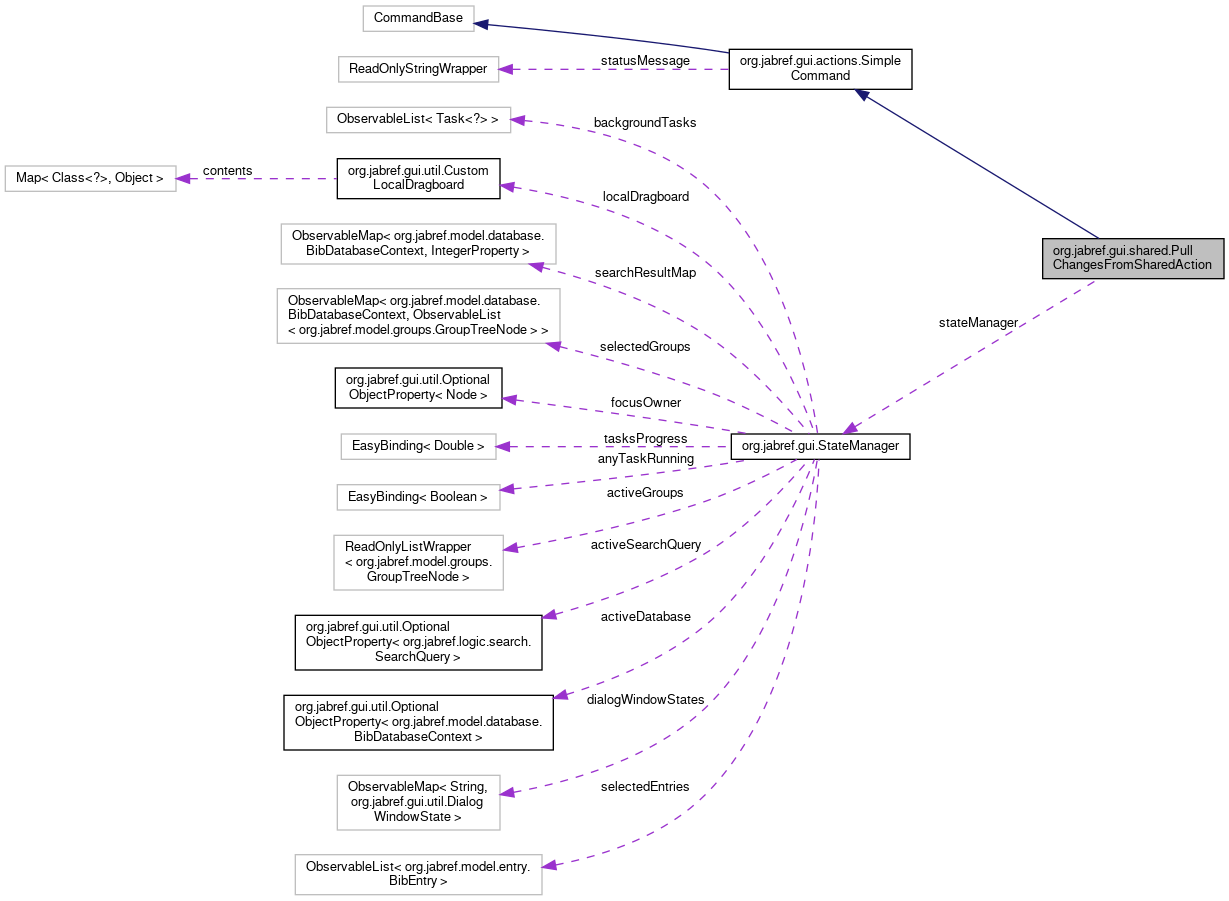 CommandBase
org.jabref.gui.actions.Simple
Command
statusMessage
ReadOnlyStringWrapper
ObservableList< Task<?> >
backgroundTasks
Map< Class<?>, Object >
contents
org.jabref.gui.util.Custom
LocalDragboard
localDragboard
ObservableMap< org.jabref.model.database.
BibDatabaseContext, IntegerProperty >
searchResultMap
org.jabref.gui.shared.Pull
ChangesFromSharedAction
stateManager
ObservableMap< org.jabref.model.database.
BibDatabaseContext, ObservableList
< org.jabref.model.groups.GroupTreeNode > >
selectedGroups
org.jabref.gui.util.Optional
ObjectProperty< Node >
focusOwner
EasyBinding< Double >
tasksProgress
org.jabref.gui.StateManager
anyTaskRunning
EasyBinding< Boolean >
activeGroups
ReadOnlyListWrapper
< org.jabref.model.groups.
GroupTreeNode >
activeSearchQuery
org.jabref.gui.util.Optional
ObjectProperty< org.jabref.logic.search.
SearchQuery >
activeDatabase
org.jabref.gui.util.Optional
ObjectProperty< org.jabref.model.database.
BibDatabaseContext >
dialogWindowStates
ObservableMap< String,
org.jabref.gui.util.Dialog
WindowState >
selectedEntries
ObservableList< org.jabref.model.entry.
BibEntry >